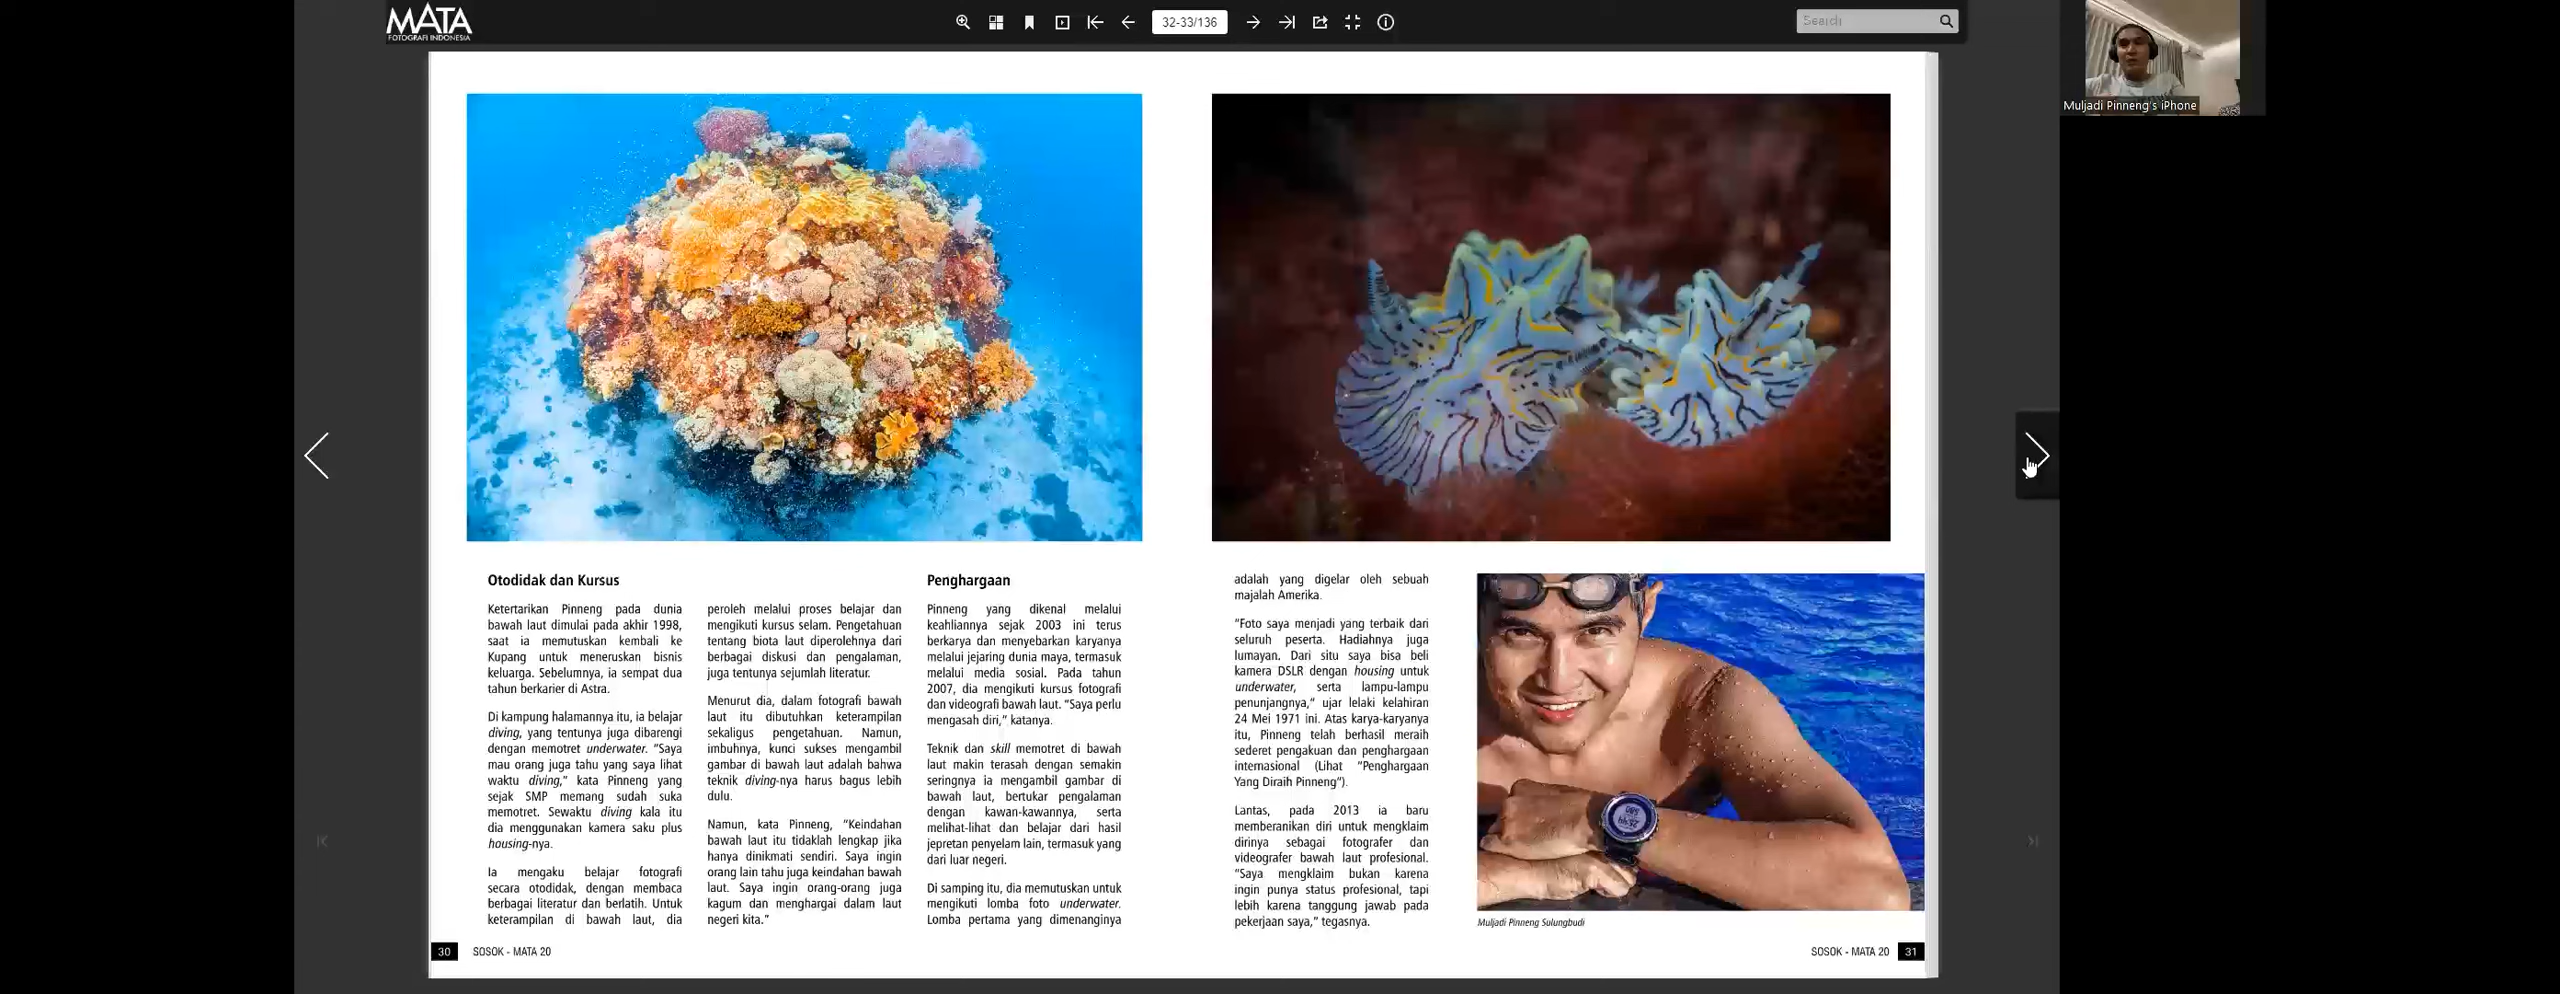 MATA
FOTOGRAFI INDONESIA
32-33/136
Search
Muljadi Pinneng's iPhone
Otodidak dan Kursus
Ketertarikan Pinneng pada dunia
bawah laut dimulai pada akhir 1998,
saat ia memutuskan kembali ke
Kupang untuk meneruskan bisnis
keluarga. Sebelumnya, ia sempat dua
tahun berkarier di Astra.
Di kampung halamannya itu, ia belajar
diving, yang tentunya juga dibarengi
dengan memotret underwater. "Saya
mau orang juga tahu yang saya lihat
waktu diving," kata Pinneng yang
sejak SMP memang sudah suka
memotret. Sewaktu diving kala itu
dia menggunakan kamera saku plus
housing-nya.
Ia mengaku belajar fotografi
secara otodidak, dengan membaca
berbagai literatur dan berlatih. Untuk
keterampilan di bawah laut, dia
peroleh melalui proses belajar dan
mengikuti kursus selam. Pengetahuan
tentang biota laut diperolehnya dari
berbagai diskusi dan pengalaman,
juga tentunya sejumlah literatur.
Menurut dia, dalam fotografi bawah
laut itu dibutuhkan keterampilan
sekaligus pengetahuan. Namun,
imbuhnya, kunci sukses mengambil
gambar di bawah laut adalah bahwa
teknik diving-nya harus bagus lebih
dulu.
Namun, kata Pinneng, "Keindahan
bawah laut itu tidaklah lengkap jika
hanya dinikmati sendiri. Saya ingin
orang lain tahu juga keindahan bawah
laut. Saya ingin orang-orang juga
kagum dan menghargai dalam laut
negeri kita."
Penghargaan
Pinneng yang dikenal melalui
keahliannya sejak 2003 ini terus
berkarya dan menyebarkan karyanya
melalui jejaring dunia maya, termasuk
melalui media sosial. Pada tahun
2007, dia mengikuti kursus fotografi
dan videografi bawah laut. "Saya perlu
mengasah diri," katanya.
Teknik dan skill memotret di bawah
laut makin terasah dengan semakin
seringnya ia mengambil gambar di
bawah laut, bertukar pengalaman
dengan kawan-kawannya, serta
melihat-lihat dan belajar dari hasil
jepretan penyelam lain, termasuk yang
dari luar negeri.
Di samping itu, dia memutuskan untuk
mengikuti lomba foto underwater.
Lomba pertama yang dimenanginya
30 SOSOK - MATA 20
adalah yang digelar oleh sebuah
majalah Amerika.
"Foto saya menjadi yang terbaik dari
seluruh peserta. Hadiahnya juga
lumayan. Dari situ saya bisa beli
kamera DSLR dengan housing untuk
underwater, serta lampu-lampu
penunjangnya," ujar lelaki kelahiran
24 Mei 1971 ini. Atas karya-karyanya
itu, Pinneng telah berhasil meraih
sederet pengakuan dan penghargaan
internasional (Lihat "Penghargaan
Yang Diraih Pinneng").
Lantas, pada 2013 ia baru
memberanikan diri untuk mengklaim
dirinya sebagai fotografer dan
videografer bawah laut profesional.
"Saya mengklaim bukan karena
ingin punya status profesional, tapi
lebih karena tanggung jawab pada
pekerjaan saya," tegasnya.
Muljadi Pinneng Sulungbudi
SOSOK - MATA 20 31